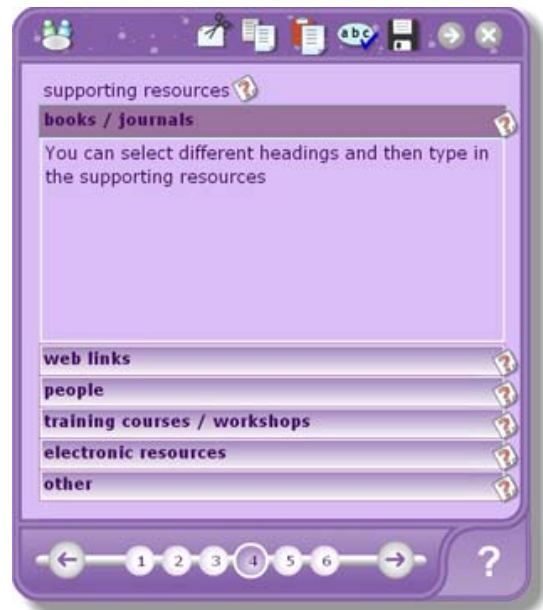 abc
supporting resources
books / journals
You can select different headings and then type in
the supporting resources
web links
people
training courses / workshops
electronic resources
other
1 2 3 4 5 6
?